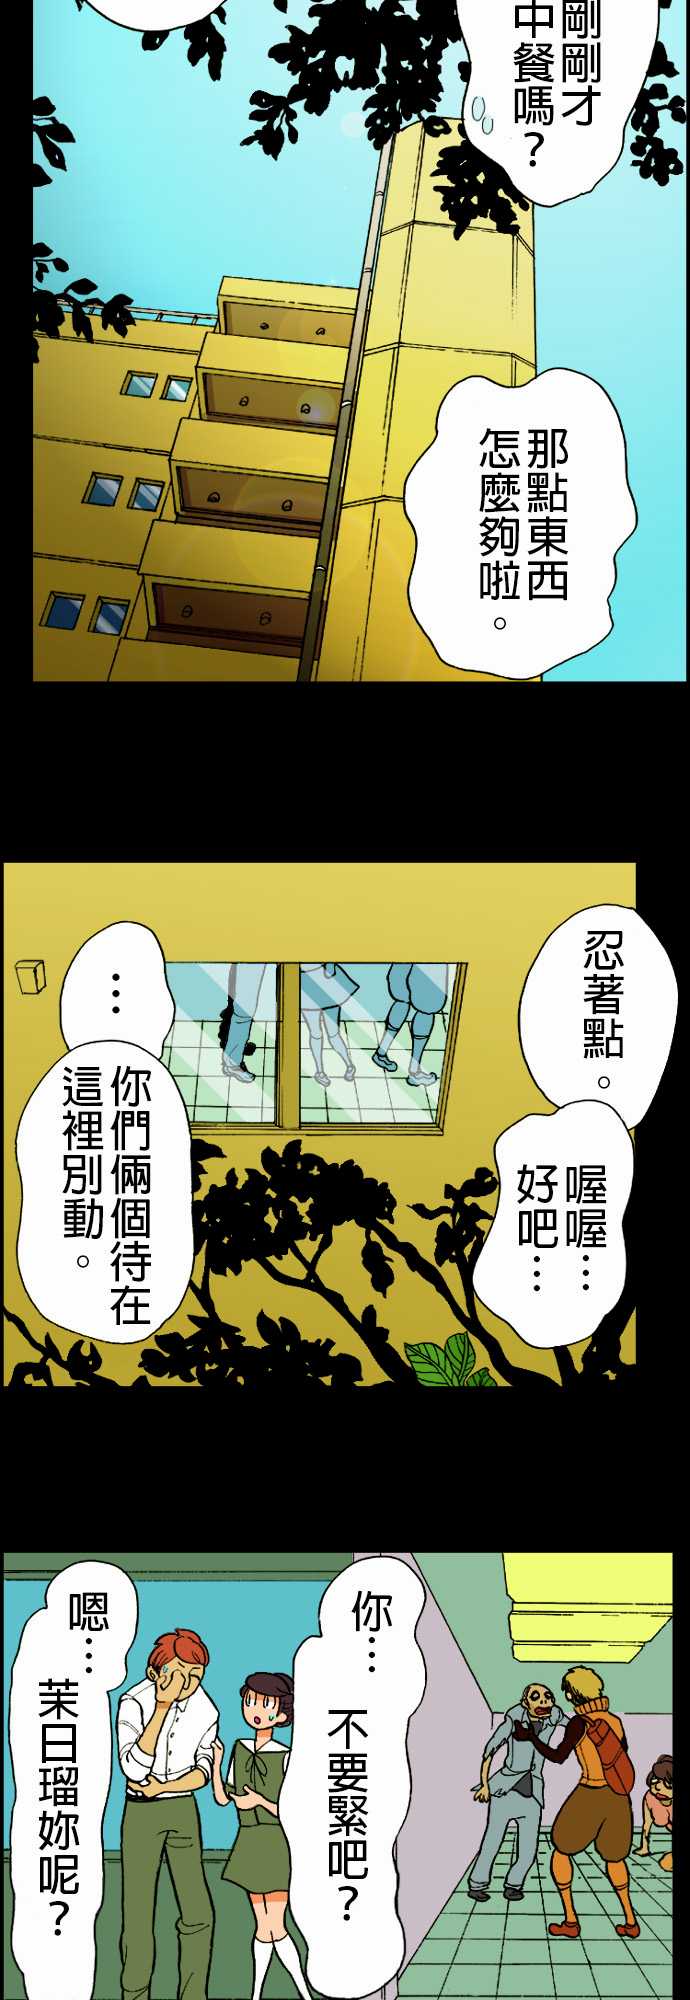 剛剛才
中餐嗎？
那點東西
怎麼夠啦。
忍著點。
喔喔…
好吧…
…
你們倆個待在
這裡別動。
你…
不要緊吧？
嗯…
茉日瑠妳呢？